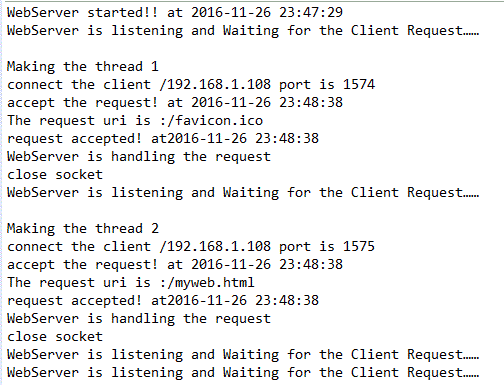 WebServer started!! at 2016-11-26 23:47:29
WebServer is listening and Waiting for the Client Request……
Making the thread 1
connect the client /192.168.1.108 port is 1574
accept the request! at 2016-11-26 23:48:38
The request uri is :/favicon.ico
request accepted! at2016-11-26 23:48:38
WebServer is handling the request
close socket
WebServer is listening and Waiting for the Client Request……
Making the thread 2
connect the client /192.168.1.108 port is 1575
accept the request! at 2016-11-26 23:48:38
The request uri is :/myweb.html
request accepted! at2016-11-26 23:48:38
WebServer is handling the request
close socket
WebServer is listening and Waiting for the Client Request……
WebServer is listening and Waiting for the Client Request……